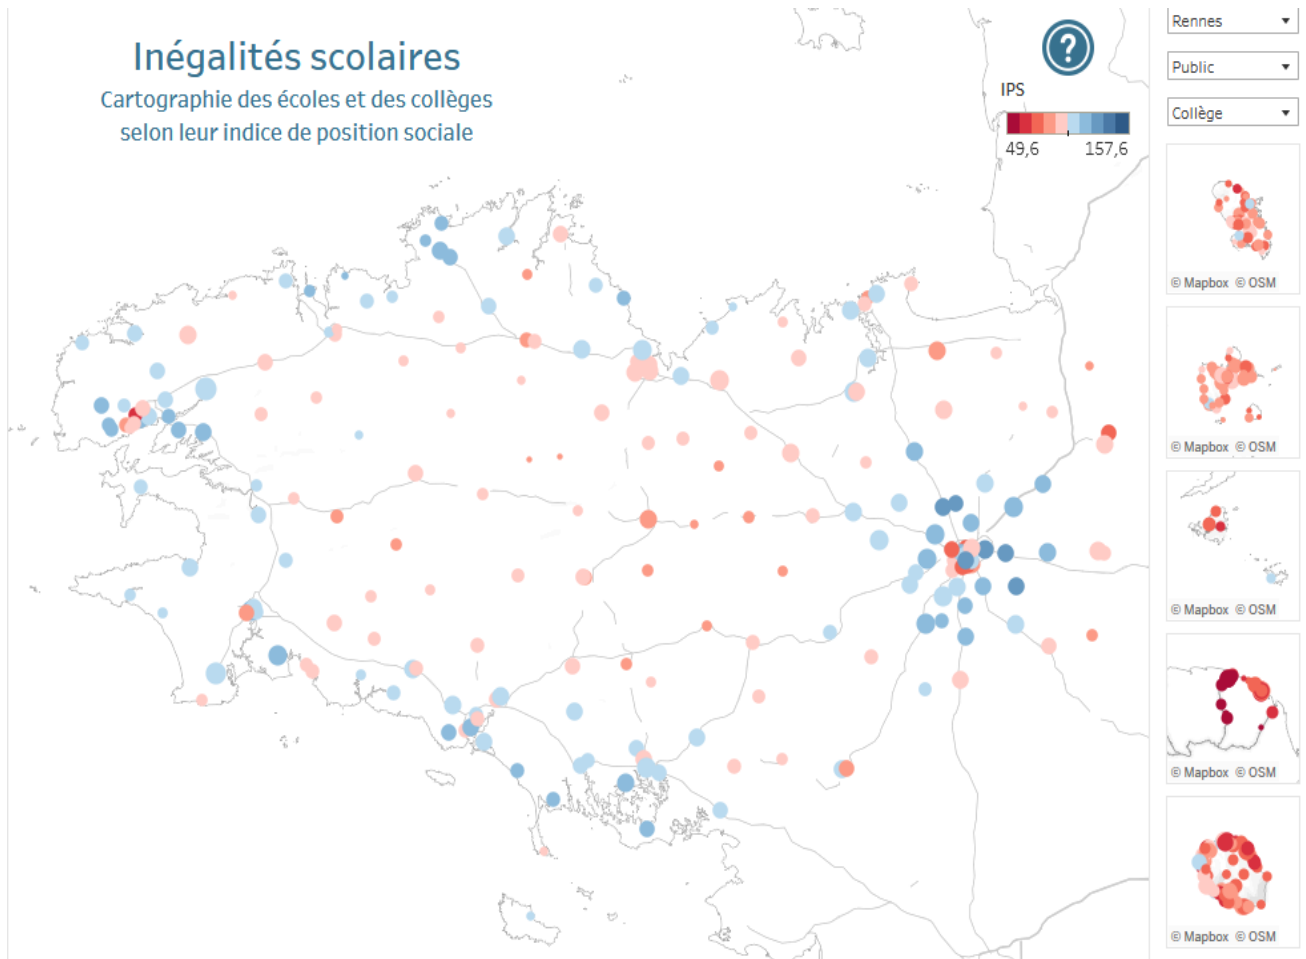 Inégalités scolaires
Cartographie des écoles et des collèges
selon leur indice de position sociale
?
IPS
49,6 157,6
Rennes
Public
Collège
© Mapbox © OSM
© Mapbox © OSM
© Mapbox © OSM
© Mapbox © OSM
© Mapbox © OSM